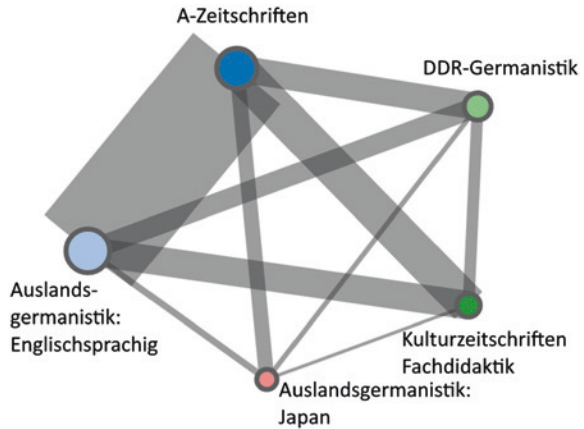 A-Zeitschriften
DDR-Germanistik
Auslands-
germanistik:
Englischsprachig
Kulturzeitschriften
Fachdidaktik
Auslandsgermanistik:
Japan